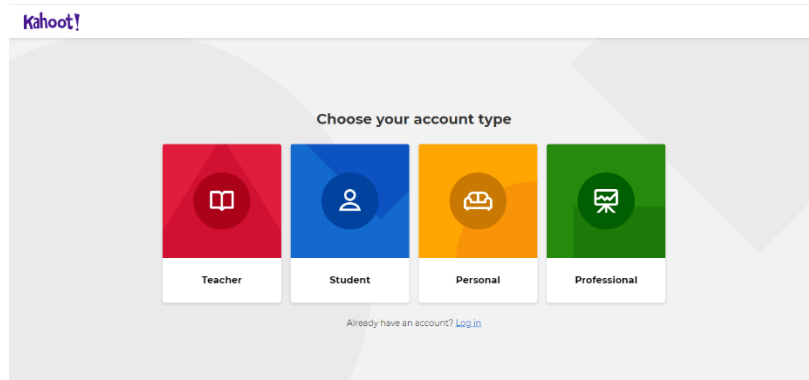 Kahoot!
Choose your account type
Teacher
Student
Personal
Professional
Already have an account? Log in